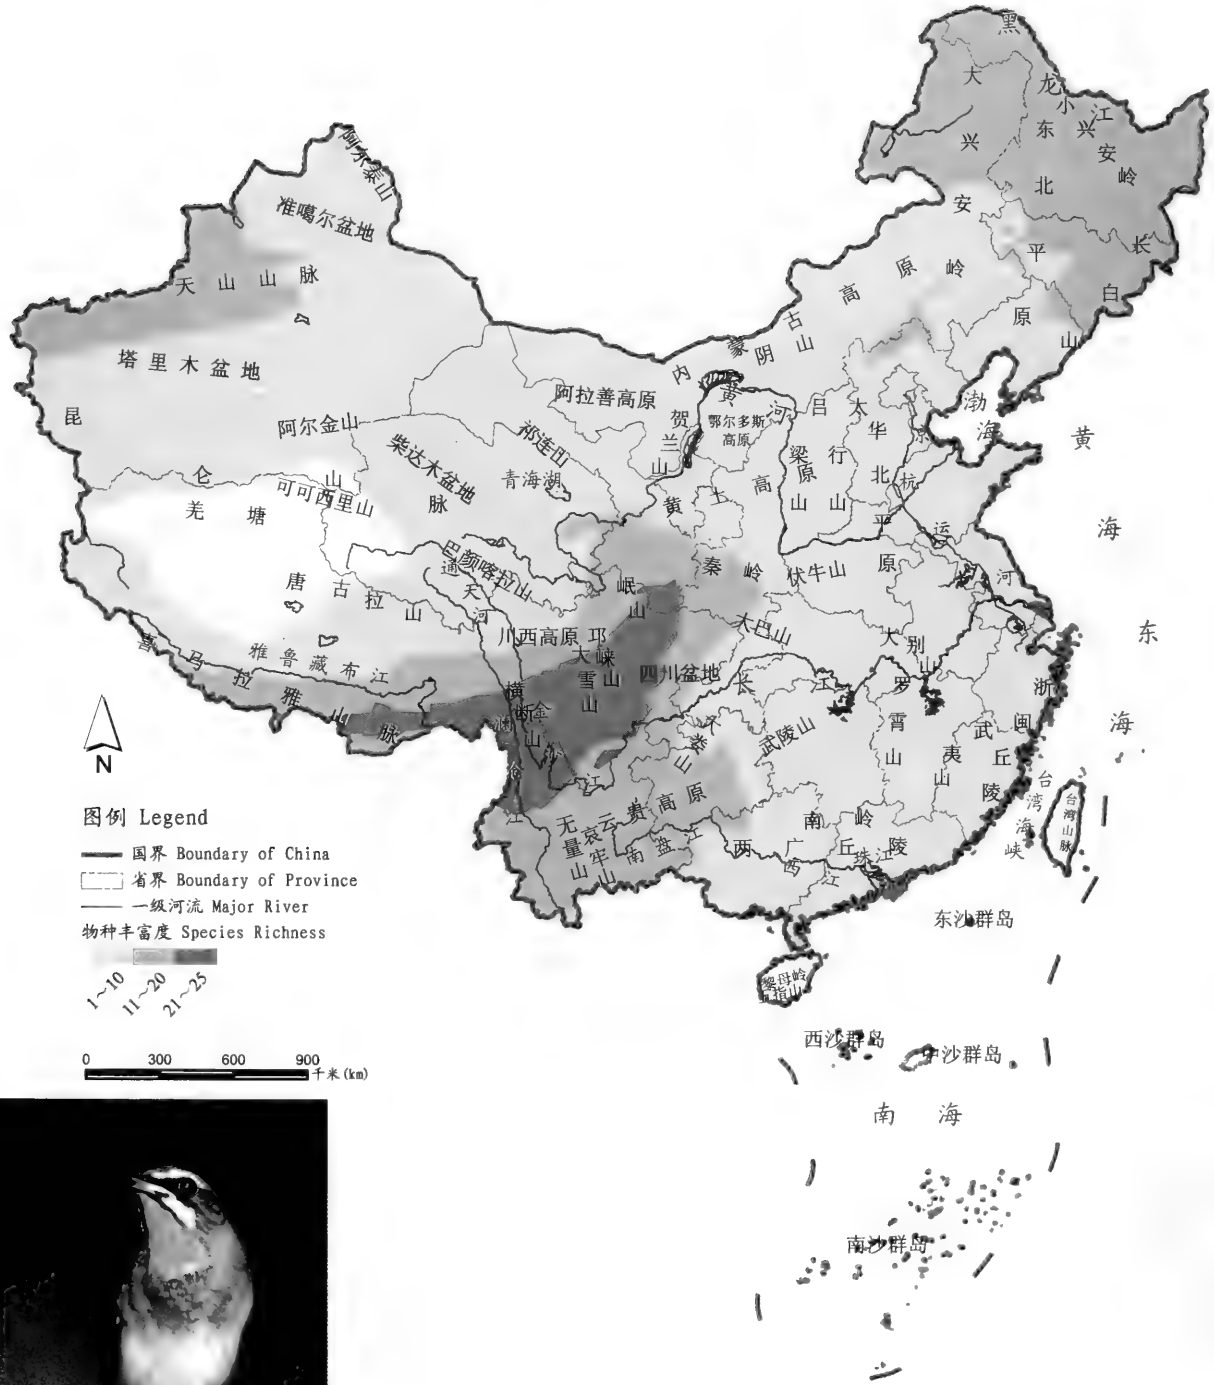 黑
龙
江
大
兴
安
岭
小
兴
安
岭
东
北
平
原
长
白
山
阿尔泰山
准噶尔盆地
天山山脉
塔里木盆地
昆
仑
山
脉
阿尔金山
阿拉善高原
内
蒙
古
高
原
阴
山
贺
兰
山
黄
河
鄂尔多斯
高原
吕
梁
山
太
行
山
华
北
平
原
京
杭
运
河
渤
海
黄
海
祁连山
柴达木盆地
青海湖
可可西里山
羌塘
黄
土
高
原
巴颜喀拉山
通
天
河
唐古拉山
秦岭
伏牛山
岷
山
川西高原
邛
崃
山
大
雪
山
四川盆地
大巴山
大别山
东
海
喜马拉雅山脉
雅鲁藏布江
横
断
山
金
沙
江
澜
沧
江
长
江
大
娄
山
武陵山
罗
霄
山
武
夷
山
浙
闽
丘
陵
台
湾
海
峡
台
湾
山
脉
云贵高原
无
量
山
哀
牢
山
南盘江
南岭
两广丘陵
西江
珠江
东沙群岛
黎母岭
五指山
西沙群岛
中沙群岛
南海
南沙群岛
N
图例 Legend
国界 Boundary of China
省界 Boundary of Province
一级河流 Major River
物种丰富度 Species Richness
1~10
11~20
21~25
0 300 600 900
千米(km)